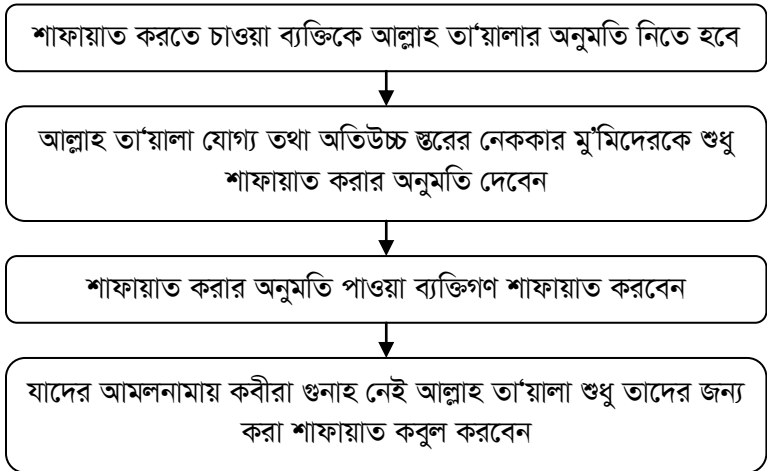 শাফায়াত করতে চাওয়া ব্যক্তিকে আল্লাহ তা‘য়ালার অনুমতি নিতে হবে
আল্লাহ তা‘য়ালা যোগ্য তথা অতিউচ্চ স্তরের নেককার মু’মিদেরকে শুধু
শাফায়াত করার অনুমতি দেবেন
শাফায়াত করার অনুমতি পাওয়া ব্যক্তিগণ শাফায়াত করবেন
যাদের আমলনামায় কবীরা গুনাহ নেই আল্লাহ তা‘য়ালা শুধু তাদের জন্য
করা শাফায়াত কবুল করবেন